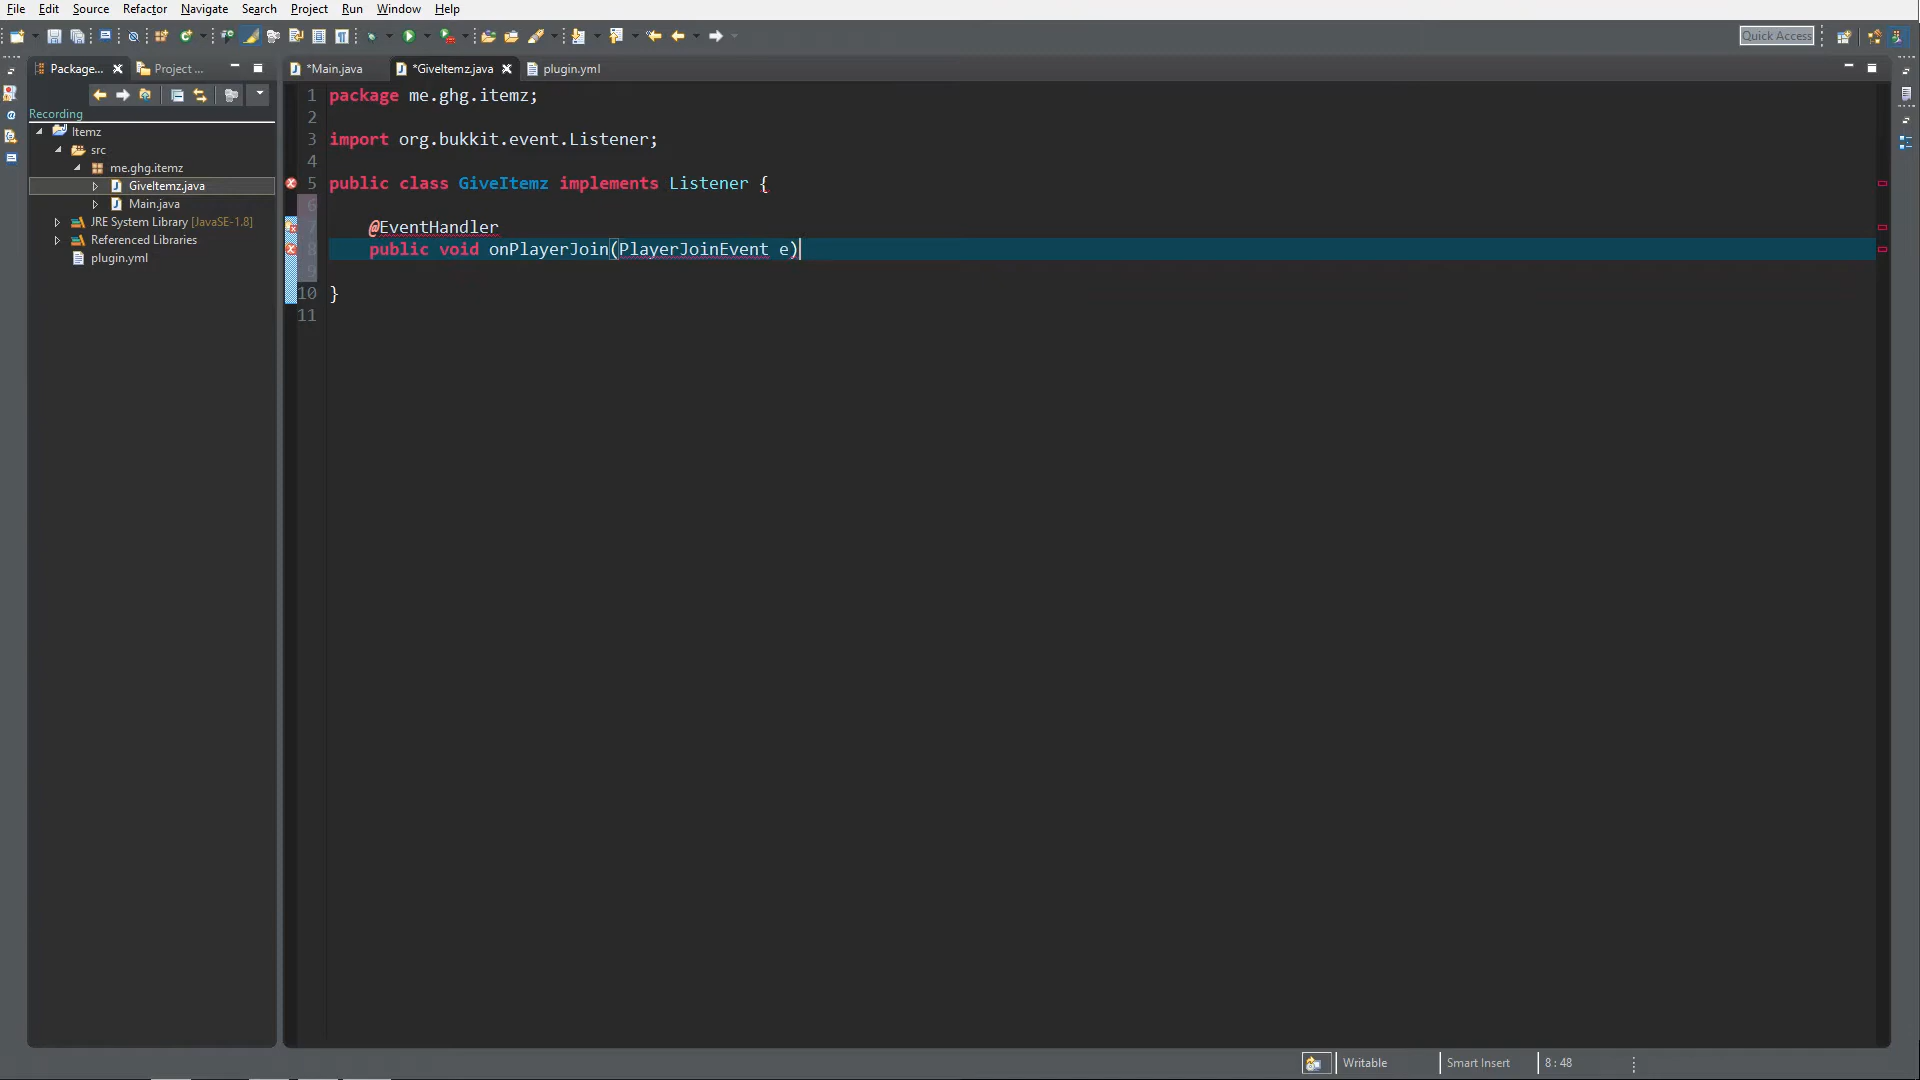 File Edit Source Refactor Navigate Search Project Run Window Help
Quick Access
Package... Project ...
*Main.java *GiveItemz.java plugin.yml
Recording
Itemz
src
me.ghg.itemz
GiveItemz.java
Main.java
JRE System Library [JavaSE-1.8]
Referenced Libraries
plugin.yml
1 package me.ghg.itemz;
2
3 import org.bukkit.event.Listener;
4
5 public class GiveItemz implements Listener {
6
7 @EventHandler
8 public void onPlayerJoin(PlayerJoinEvent e)
9
10 }
11
Writable Smart Insert 8 : 48